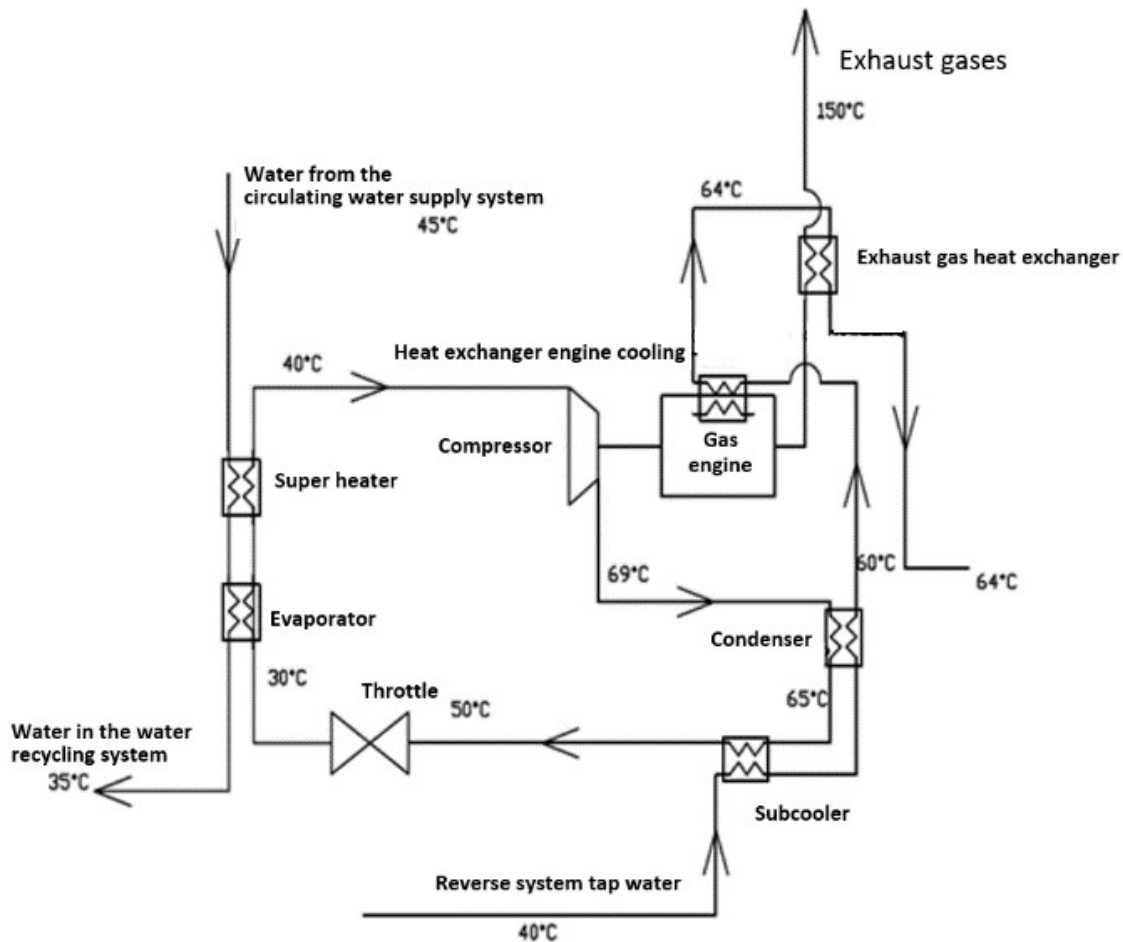 Exhaust gases
150°C
Water from the
circulating water supply system
45°C
64°C
Exhaust gas heat exchanger
Heat exchanger engine cooling
40°C
Compressor
Gas
engine
Super heater
69°C
60°C
64°C
Evaporator
Condenser
30°C
Throttle
50°C
65°C
Water in the water
recycling system
35°C
Subcooler
Reverse system tap water
40°C